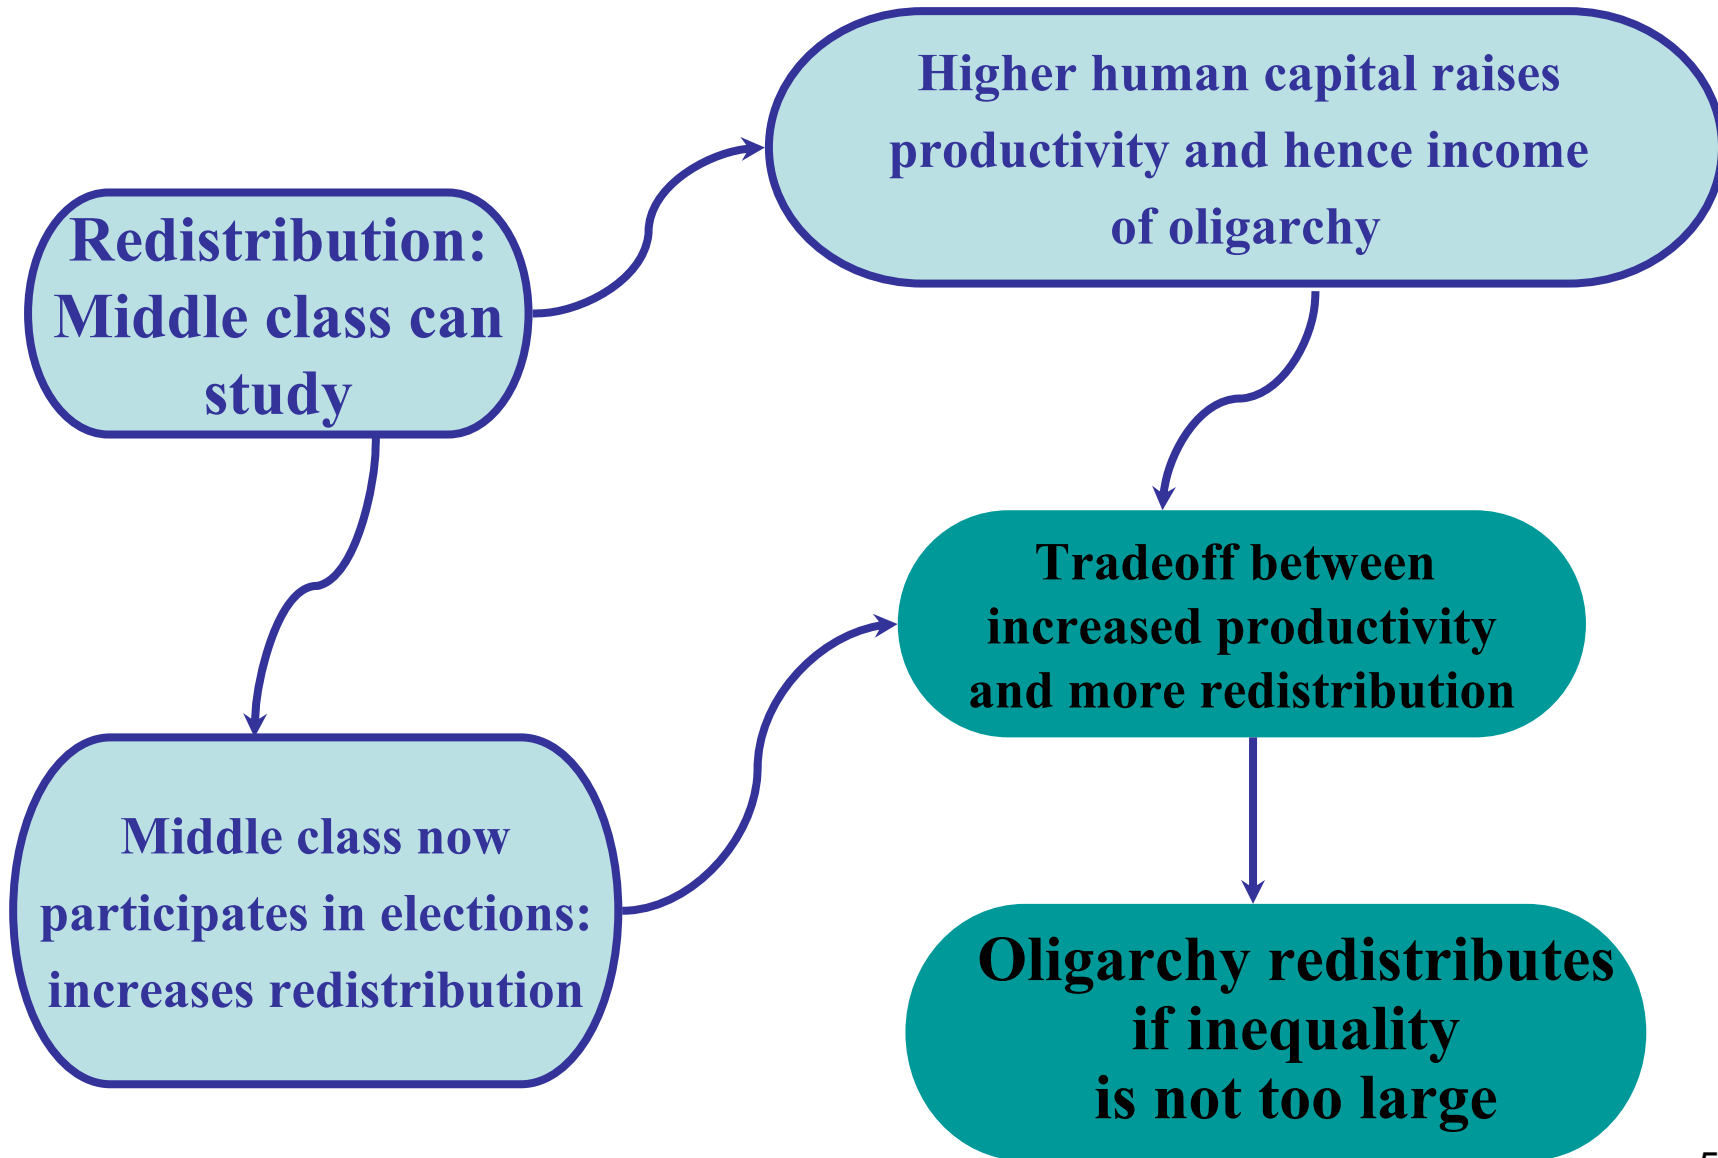 Higher human capital raises
productivity and hence income
of oligarchy
Redistribution:
Middle class can
study
Tradeoff between
increased productivity
and more redistribution
Middle class now
participates in elections:
increases redistribution
Oligarchy redistributes
if inequality
is not too large